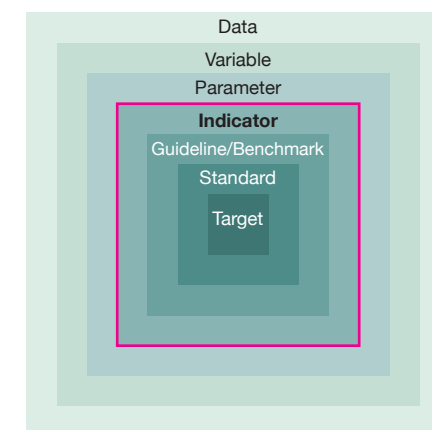 Data
Variable
Parameter
Indicator
Guideline/Benchmark
Standard
Target